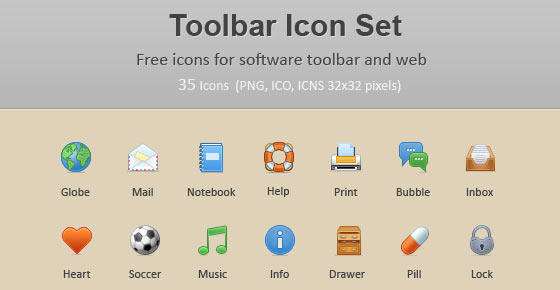 Toolbar Icon Set
Free icons for software toolbar and web
35 Icons (PNG, ICO, ICNS 32x32 pixels)
Globe Mail Notebook Help Print Bubble Inbox
Heart Soccer Music Info Drawer Pill Lock